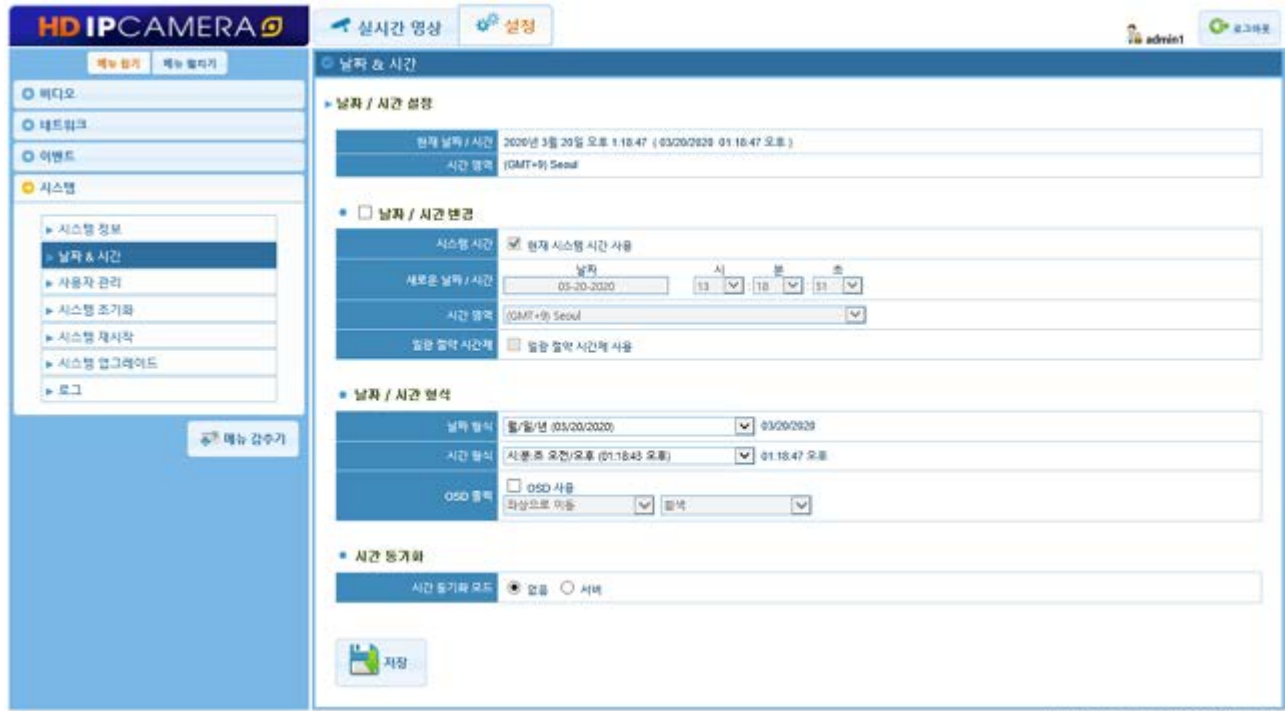 HD IPCAMERA
실시간 영상
설정
admin1
로그아웃
메뉴 접기
메뉴 펼치기
비디오
네트워크
이벤트
시스템
시스템 정보
날짜 & 시간
사용자 관리
시스템 초기화
시스템 재시작
시스템 업그레이드
로그
메뉴 감추기
날짜 & 시간
날짜 / 시간 설정
현재 날짜 / 시간 2020년 3월 20일 오후 1:18:47 ( 03/20/2020 01:18:47 오후 )
시간 영역 (GMT+9) Seoul
날짜 / 시간 변경
시스템 시간 현재 시스템 시간 사용
날짜 시 분 초
새로운 날짜 / 시간 03-20-2020 13 : 18 : 51
시간 영역 (GMT+9) Seoul
일광 절약 시간제 일광 절약 시간제 사용
날짜 / 시간 형식
날짜 형식 월/일/년 (03/20/2020) 03/20/2020
시간 형식 시:분:초 오전/오후 (01:18:43 오후) 01:18:47 오후
OSD 출력 OSD 사용
좌상으로 이동 흰색
시간 동기화
시간 동기화 모드 없음 서버
저장